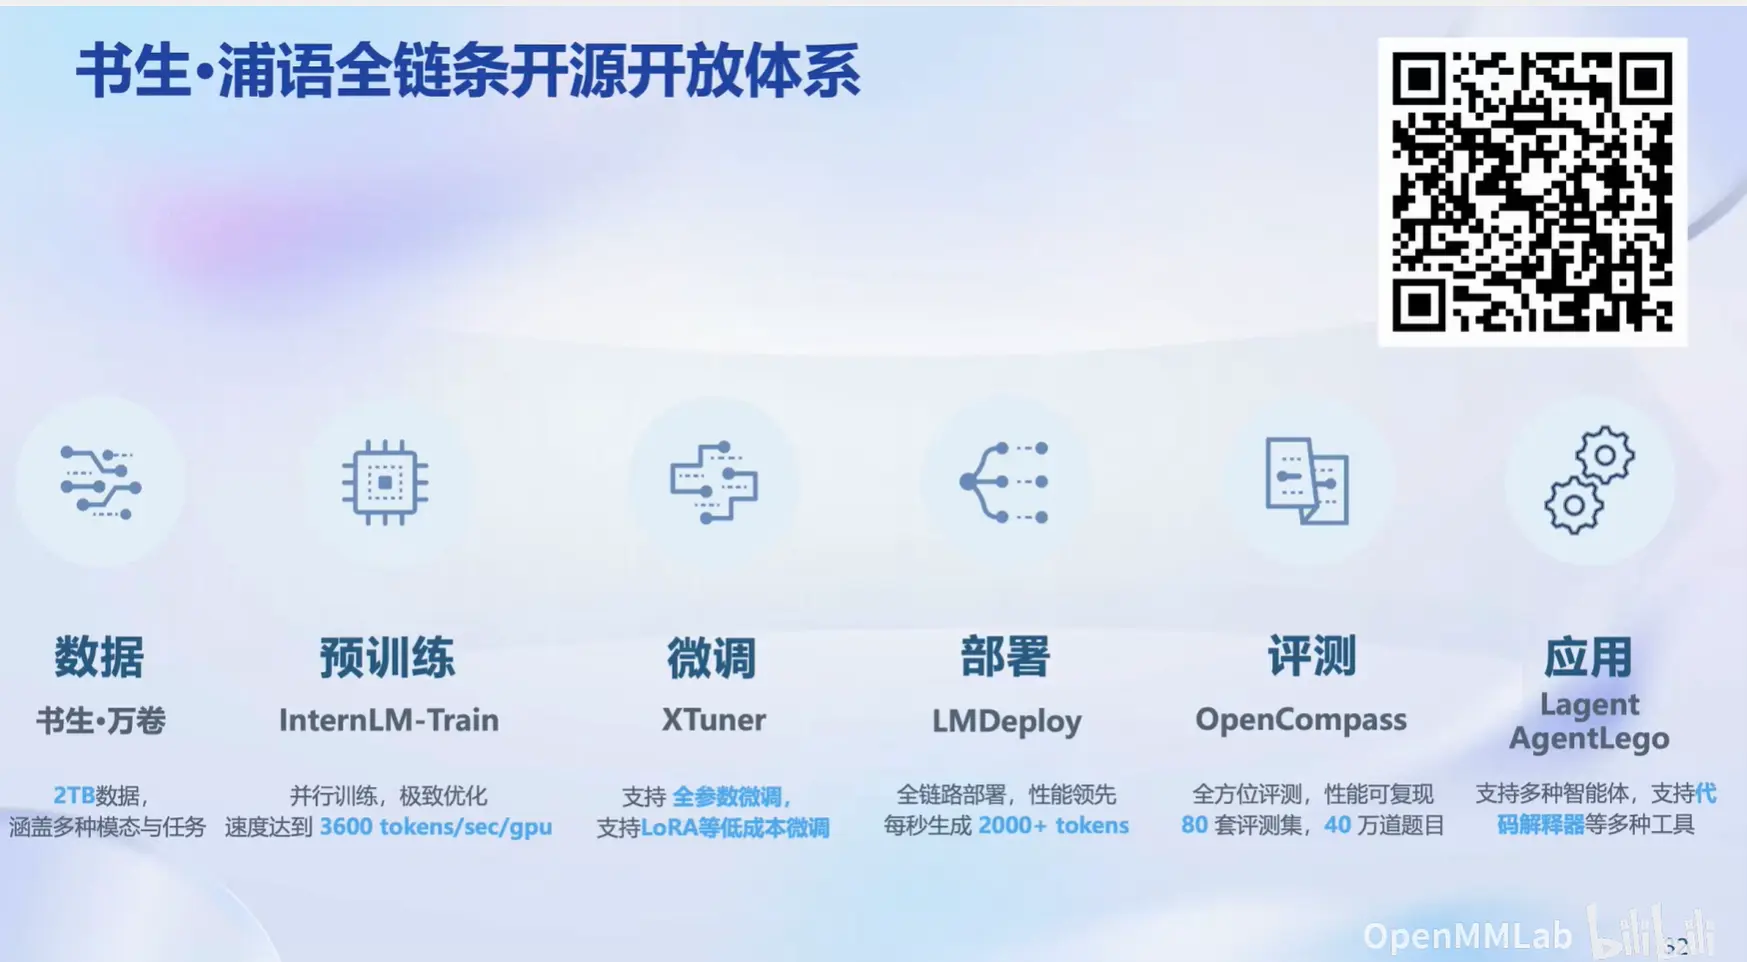 书生·浦语全链条开源开放体系
数据
书生·万卷
2TB数据,
涵盖多种模态与任务
预训练
InternLM-Train
并行训练，极致优化
速度达到 3600 tokens/sec/gpu
微调
XTuner
支持 全参数微调,
支持LoRA等低成本微调
部署
LMDeploy
全链路部署，性能领先
每秒生成 2000+ tokens
评测
OpenCompass
全方位评测，性能可复现
80 套评测集，40 万道题目
应用
Lagent
AgentLego
支持多种智能体，支持代
码解释器等多种工具
OpenMMLab bilibili